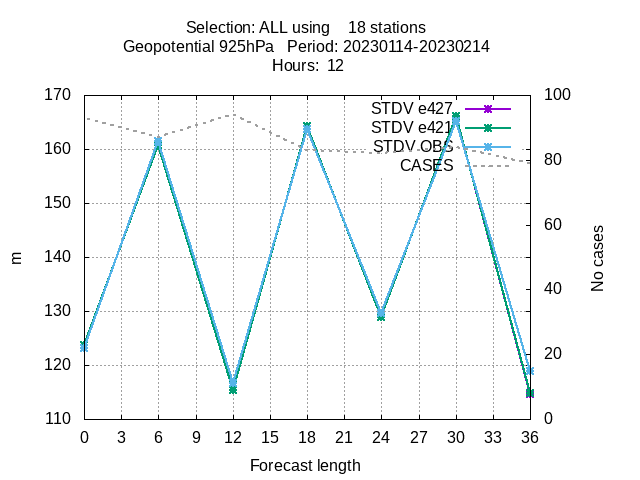 Selection: ALL using 18 stations
Geopotential 925hPa Period: 20230114-20230214
Hours: 12
170
160
150
140
130
120
110
m
STDV e427
STDV e421
STDV OBS
CASES
100
80
60
40
20
0
No cases
0 3 6 9 12 15 18 21 24 27 30 33 36
Forecast length